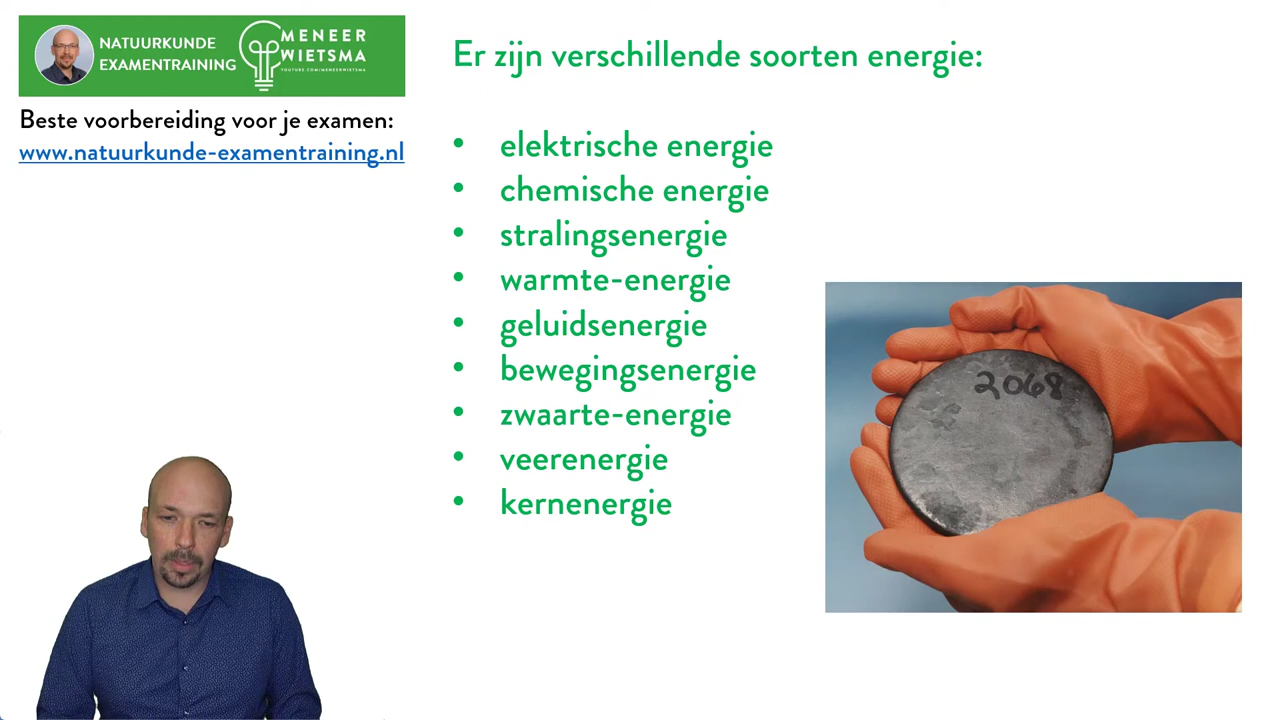 NATUURKUNDE
EXAMENTRAINING
MENEER
WIETSMA
YOUTUBE.COM/MENEERWIETSMA
Beste voorbereiding voor je examen:
www.natuurkunde-examentraining.nl
Er zijn verschillende soorten energie:
• elektrische energie
• chemische energie
• stralingsenergie
• warmte-energie
• geluidsenergie
• bewegingsenergie
• zwaarte-energie
• veerenergie
• kernenergie
2068